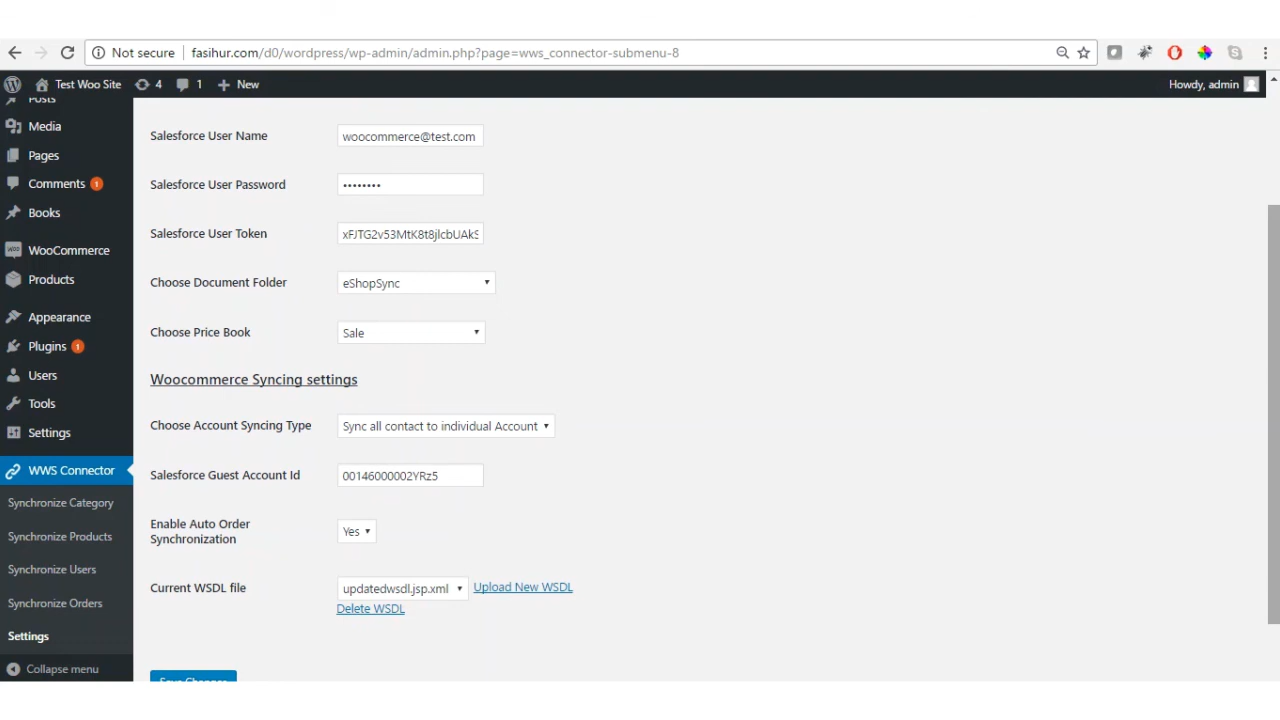 Not secure fasihur.com/d0/wordpress/wp-admin/admin.php?page=wws_connector-submenu-8
Test Woo Site 4 1 New Howdy, admin
Posts
Media
Pages
Comments 1
Books
WooCommerce
Products
Appearance
Plugins 1
Users
Tools
Settings
WWS Connector
Synchronize Category
Synchronize Products
Synchronize Users
Synchronize Orders
Settings
Collapse menu
Salesforce User Name woocommerce@test.com
Salesforce User Password ••••••••
Salesforce User Token
Choose Document Folder eShopSync
Choose Price Book Sale
Woocommerce Syncing settings
Choose Account Syncing Type Sync all contact to individual Account
Salesforce Guest Account Id 00146000002YRz5
Enable Auto Order
Synchronization Yes
Current WSDL file updatedwsdl.jsp.xml Upload New WSDL
Delete WSDL
Save Changes